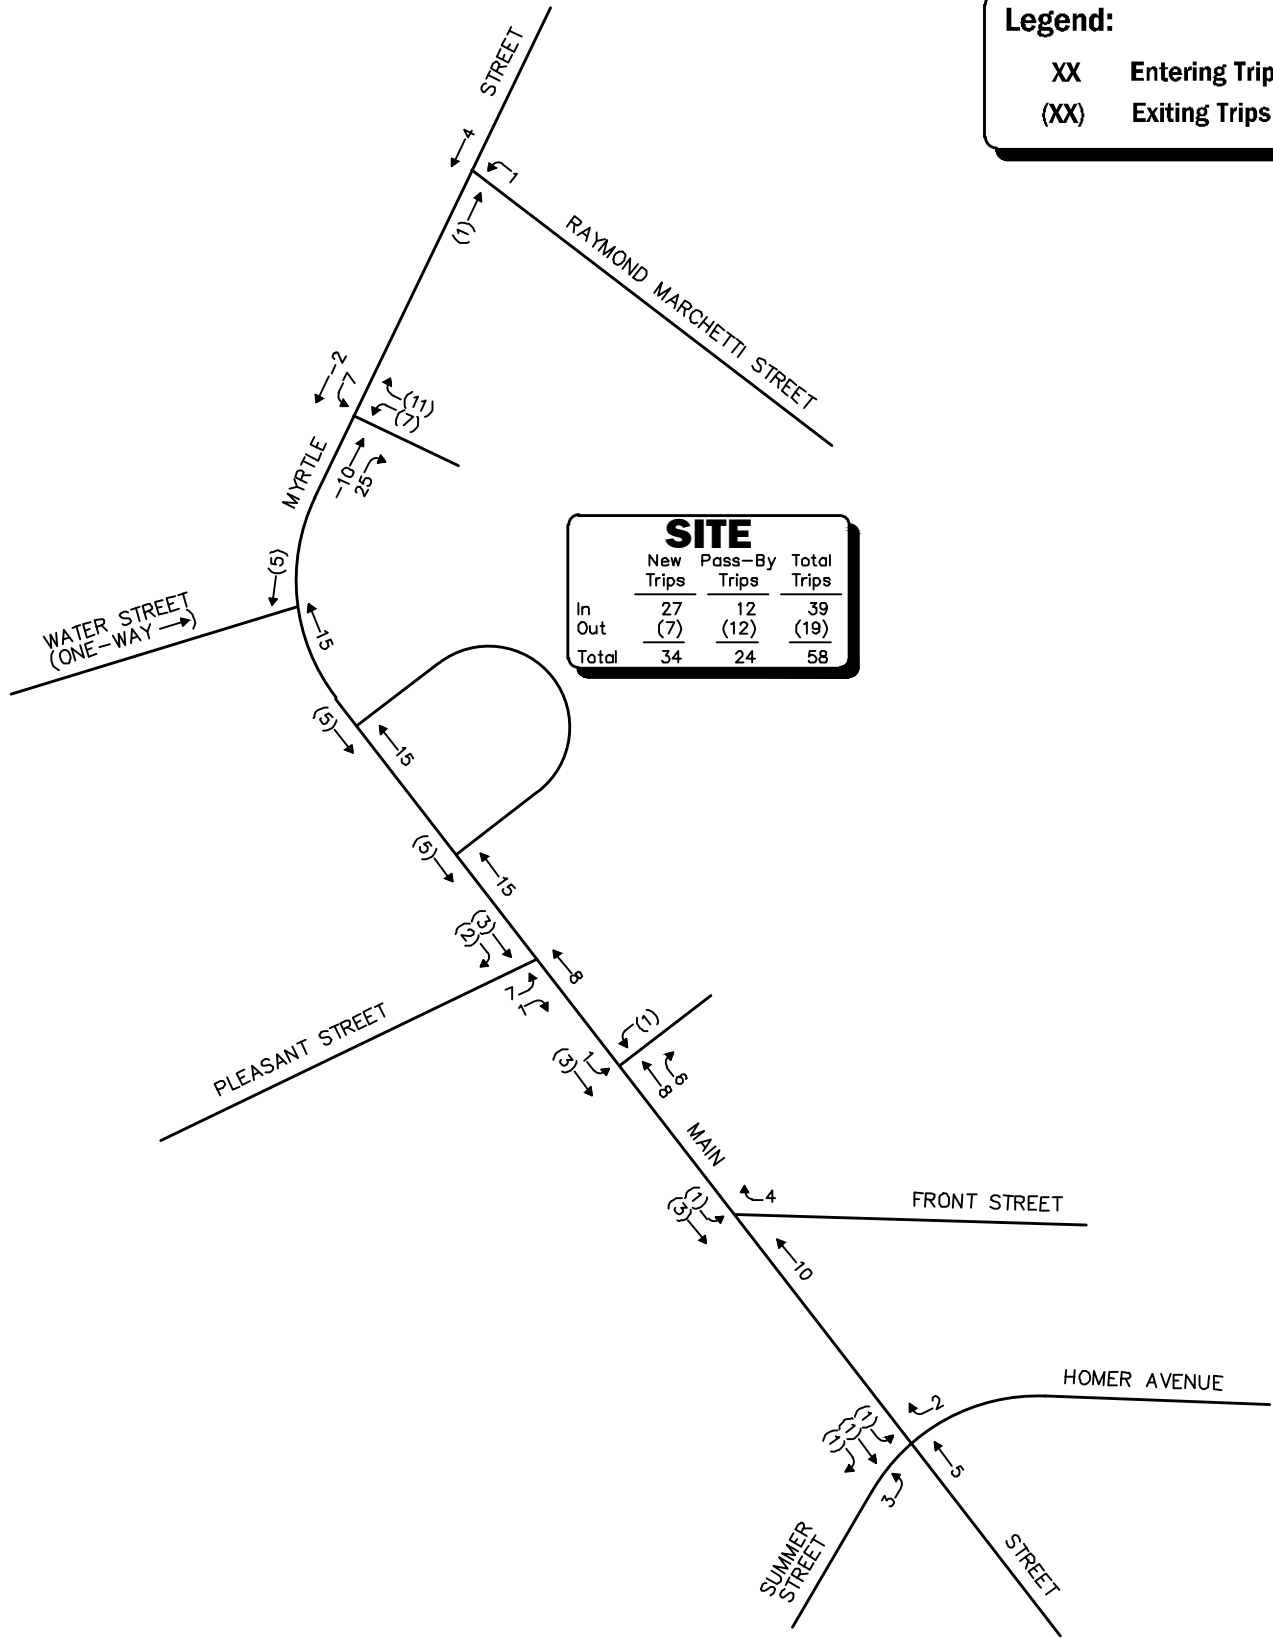 Legend:
XX Entering Trip
(XX) Exiting Trips
STREET
4
1
(1)
RAYMOND MARCHETTI STREET
-2
7
(11)
(7)
MYRTLE
-10
25
SITE
New Pass-By Total
Trips Trips Trips
In 27 12 39
Out (7) (12) (19)
Total 34 24 58
(5)
WATER STREET
(ONE-WAY →)
15
(5)
15
(5)
15
(3)
(2)
8
7
1
PLEASANT STREET
(1)
(3)
1
6
8
MAIN
4
(1)
(3)
FRONT STREET
10
HOMER AVENUE
2
(1)
(1)
(1)
5
3
SUMMER
STREET
STREET